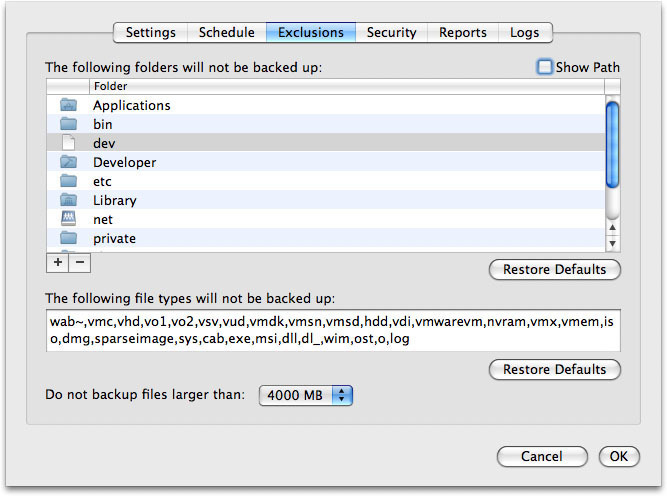 Settings Schedule Exclusions Security Reports Logs
The following folders will not be backed up:
Show Path
Folder
Applications
bin
dev
Developer
etc
Library
net
private
+ −
Restore Defaults
The following file types will not be backed up:
wab~,vmc,vhd,vo1,vo2,vsv,vud,vmdk,vmsn,vmsd,hdd,vdi,vmwarevm,nvram,vmx,vmem,is
o,dmg,sparseimage,sys,cab,exe,msi,dll,dl_,wim,ost,o,log
Restore Defaults
Do not backup files larger than: 4000 MB
Cancel OK